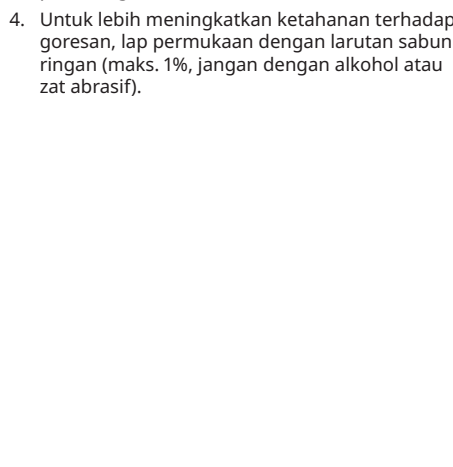 4. Untuk lebih meningkatkan ketahanan terhadap
goresan, lap permukaan dengan larutan sabun
ringan (maks. 1%, jangan dengan alkohol atau
zat abrasif).